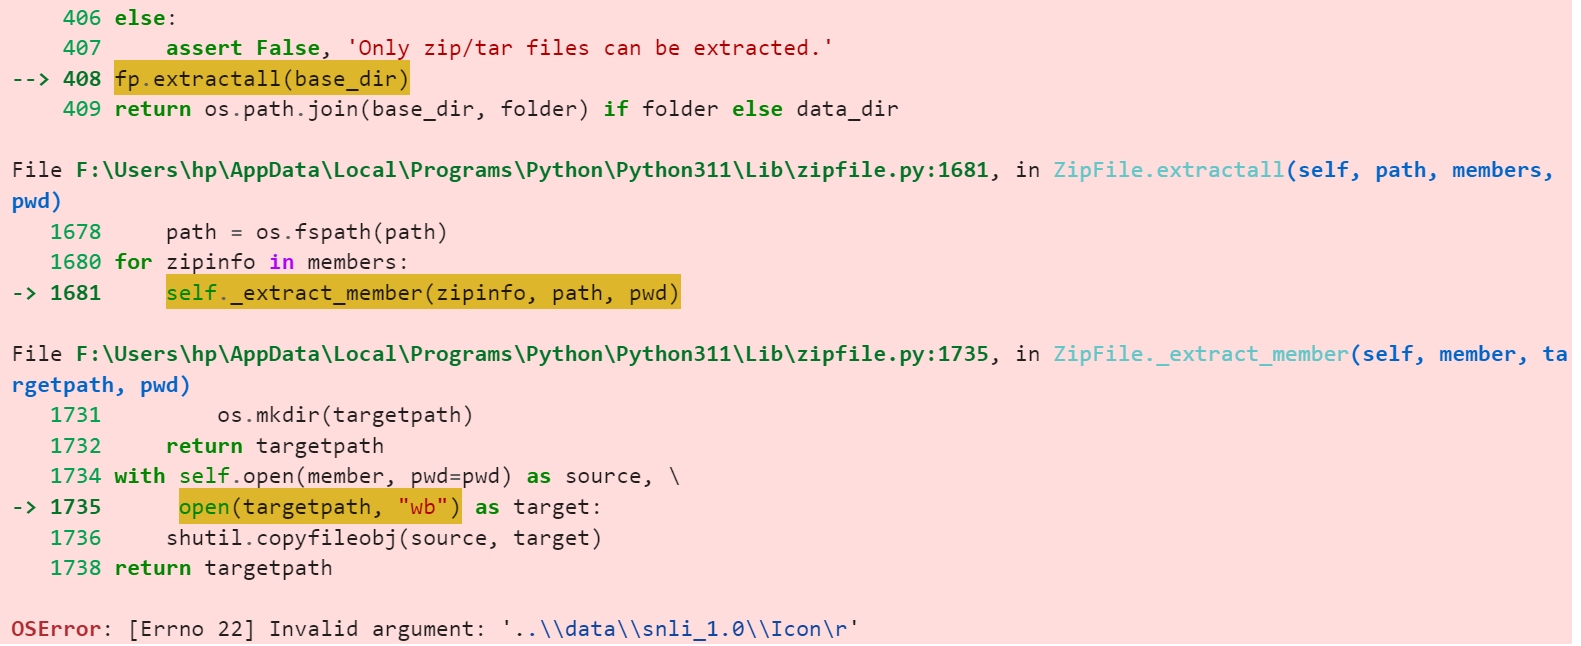 406 else:
407     assert False, 'Only zip/tar files can be extracted.'
--> 408 fp.extractall(base_dir)
409 return os.path.join(base_dir, folder) if folder else data_dir
File F:\Users\hp\AppData\Local\Programs\Python\Python311\Lib\zipfile.py:1681, in ZipFile.extractall(self, path, members,
pwd)
1678     path = os.fspath(path)
1680 for zipinfo in members:
-> 1681     self._extract_member(zipinfo, path, pwd)
File F:\Users\hp\AppData\Local\Programs\Python\Python311\Lib\zipfile.py:1735, in ZipFile._extract_member(self, member, ta
rgetpath, pwd)
1731         os.mkdir(targetpath)
1732     return targetpath
1734 with self.open(member, pwd=pwd) as source, \
-> 1735      open(targetpath, "wb") as target:
1736     shutil.copyfileobj(source, target)
1738 return targetpath
OSError: [Errno 22] Invalid argument: '..\\data\\snli_1.0\\Icon\r'